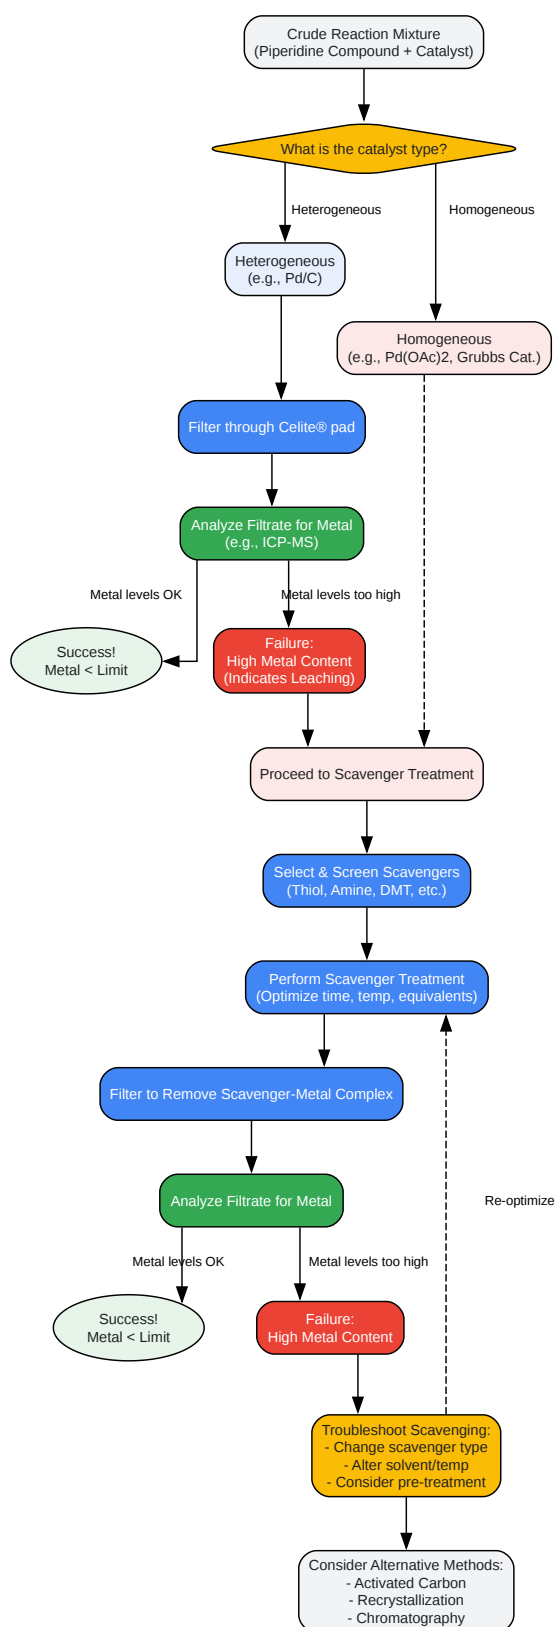 Crude Reaction Mixture
(Piperidine Compound + Catalyst)
What is the catalyst type?
Heterogeneous
Homogeneous
Heterogeneous
(e.g., Pd/C)
Homogeneous
(e.g., Pd(OAc)2, Grubbs Cat.)
Filter through Celite® pad
Analyze Filtrate for Metal
(e.g., ICP-MS)
Metal levels OK
Metal levels too high
Success!
Metal < Limit
Failure:
High Metal Content
(Indicates Leaching)
Proceed to Scavenger Treatment
Select & Screen Scavengers
(Thiol, Amine, DMT, etc.)
Perform Scavenger Treatment
(Optimize time, temp, equivalents)
Filter to Remove Scavenger-Metal Complex
Analyze Filtrate for Metal
Re-optimize
Metal levels OK
Metal levels too high
Success!
Metal < Limit
Failure:
High Metal Content
Troubleshoot Scavenging:
- Change scavenger type
- Alter solvent/temp
- Consider pre-treatment
Consider Alternative Methods:
- Activated Carbon
- Recrystallization
- Chromatography